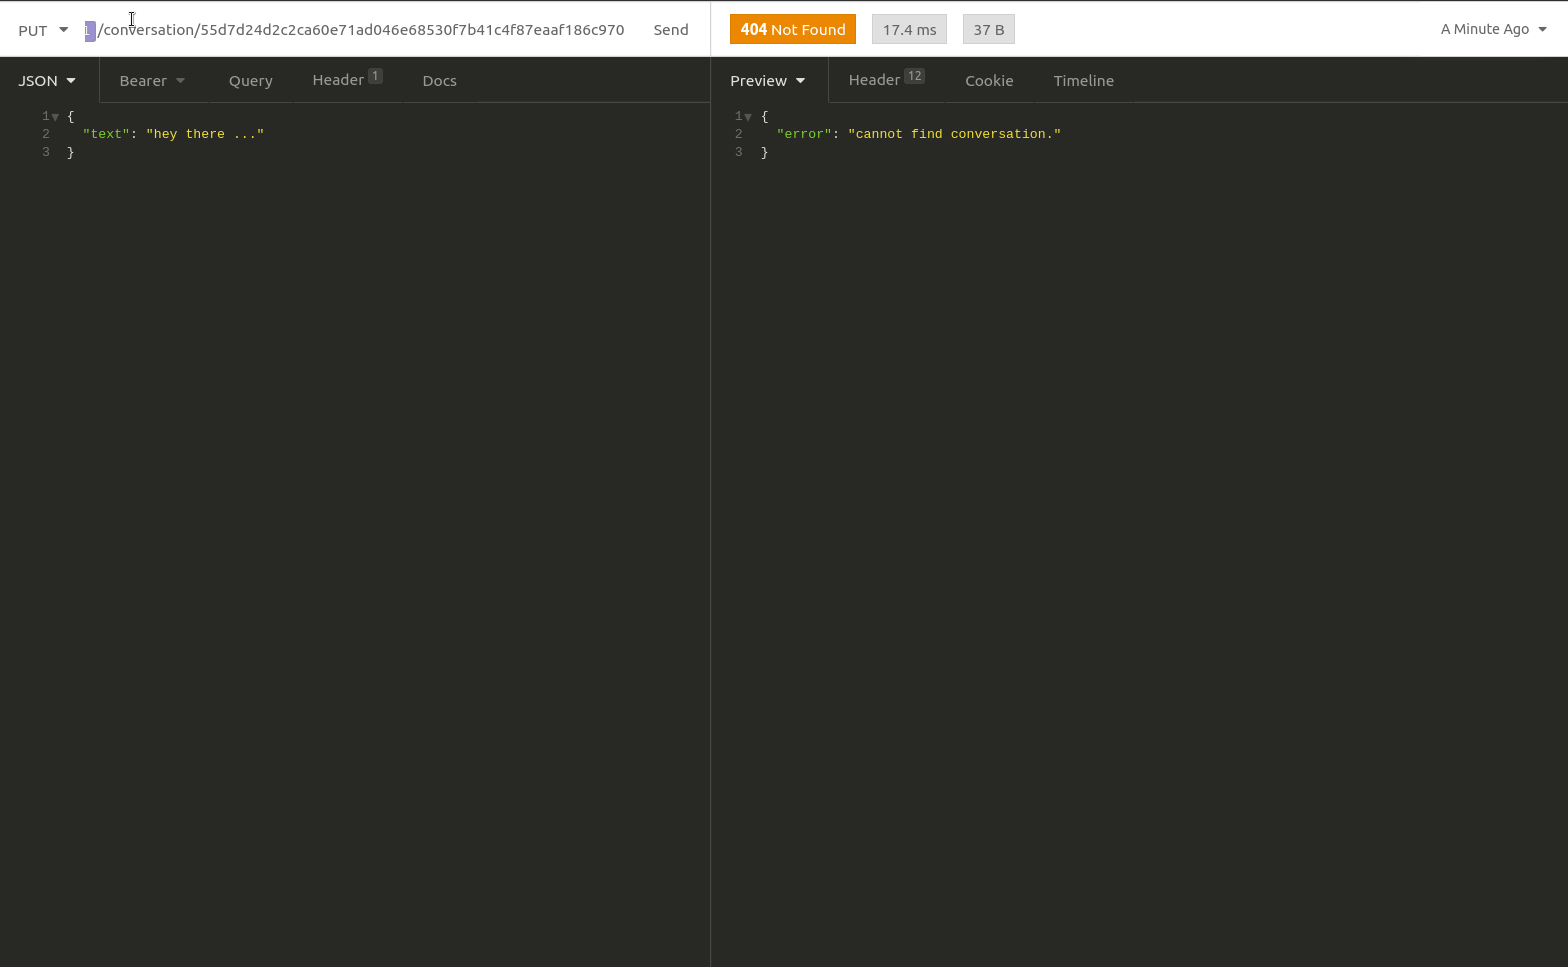 PUT /conversation/55d7d24d2c2ca60e71ad046e68530f7b41c4f87eaaf186c970 Send 404 Not Found 17.4 ms 37 B A Minute Ago
JSON Bearer Query Header 1 Docs Preview Header 12 Cookie Timeline
1 {
2 "text": "hey there ..."
3 }
1 {
2 "error": "cannot find conversation."
3 }